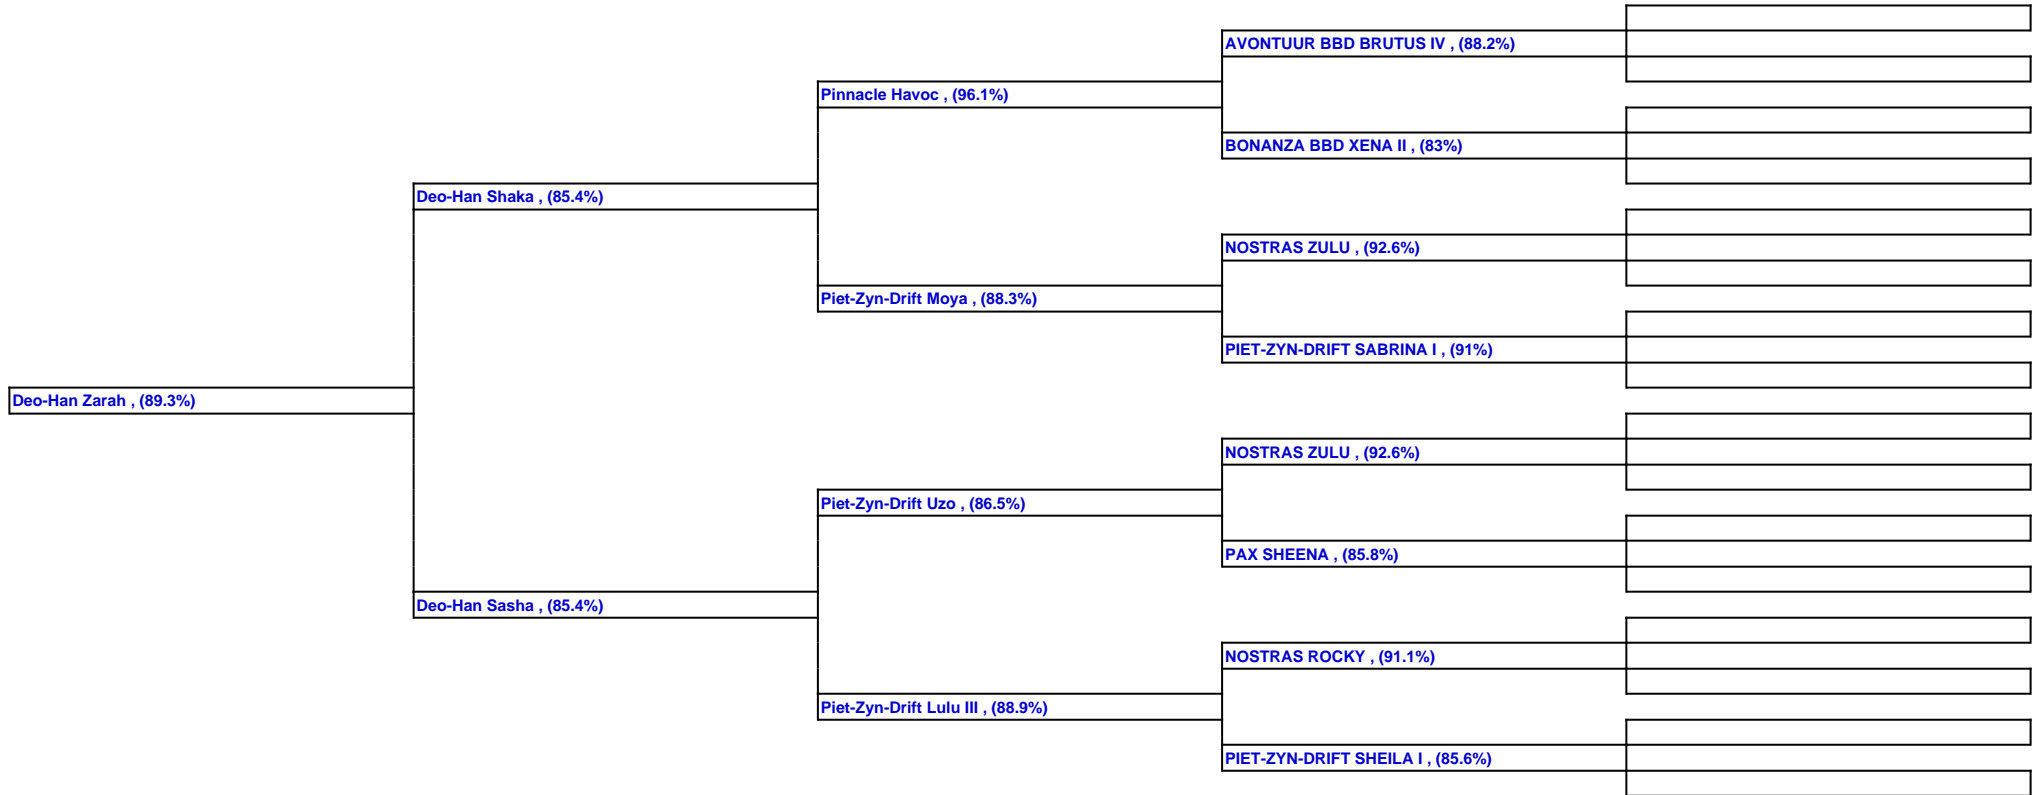 AVONTUUR BBD BRUTUS IV , (88.2%)
Pinnacle Havoc , (96.1%)
BONANZA BBD XENA II , (83%)
Deo-Han Shaka , (85.4%)
NOSTRAS ZULU , (92.6%)
Piet-Zyn-Drift Moya , (88.3%)
PIET-ZYN-DRIFT SABRINA I , (91%)
Deo-Han Zarah , (89.3%)
NOSTRAS ZULU , (92.6%)
Piet-Zyn-Drift Uzo , (86.5%)
PAX SHEENA , (85.8%)
Deo-Han Sasha , (85.4%)
NOSTRAS ROCKY , (91.1%)
Piet-Zyn-Drift Lulu III , (88.9%)
PIET-ZYN-DRIFT SHEILA I , (85.6%)